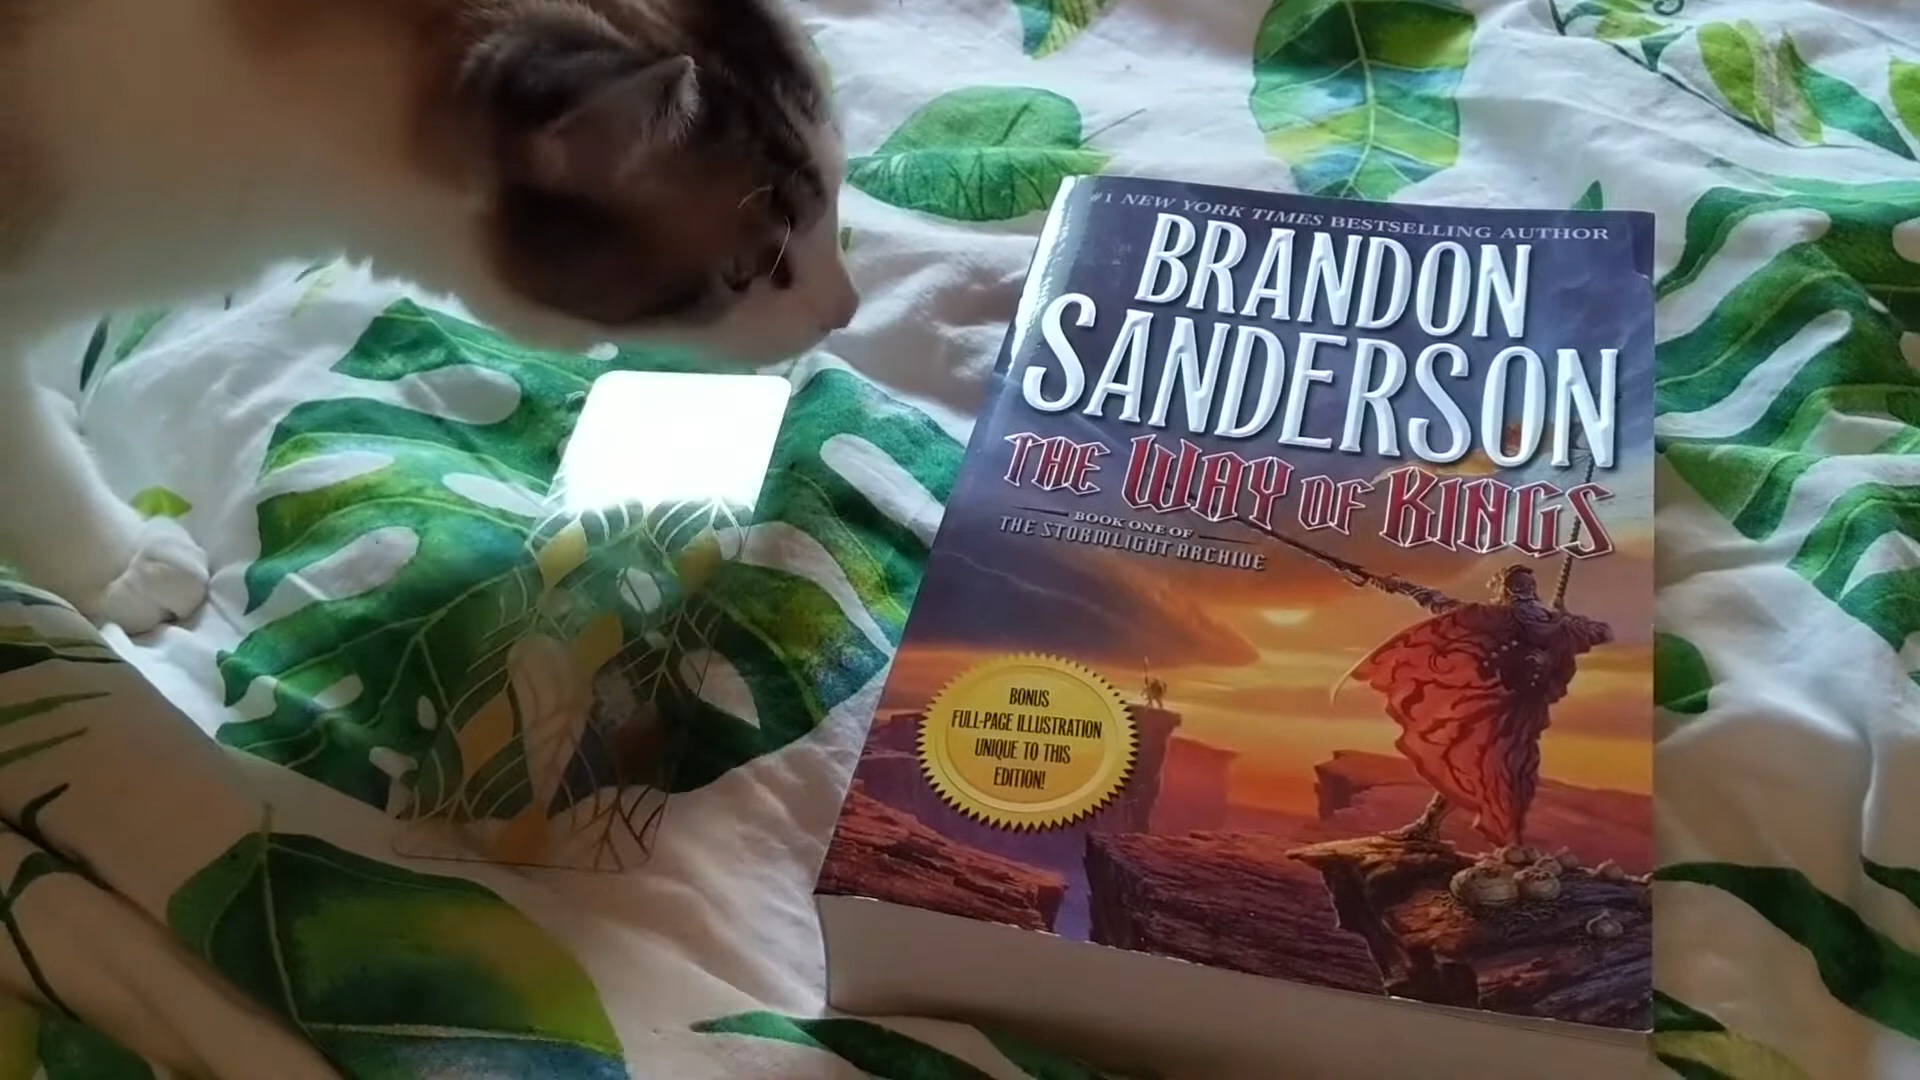 #1 NEW YORK TIMES BESTSELLING AUTHOR
BRANDON
SANDERSON
THE WAY OF KINGS
BOOK ONE OF
THE STORMLIGHT ARCHIVE
BONUS
FULL-PAGE ILLUSTRATION
UNIQUE TO THIS
EDITION!